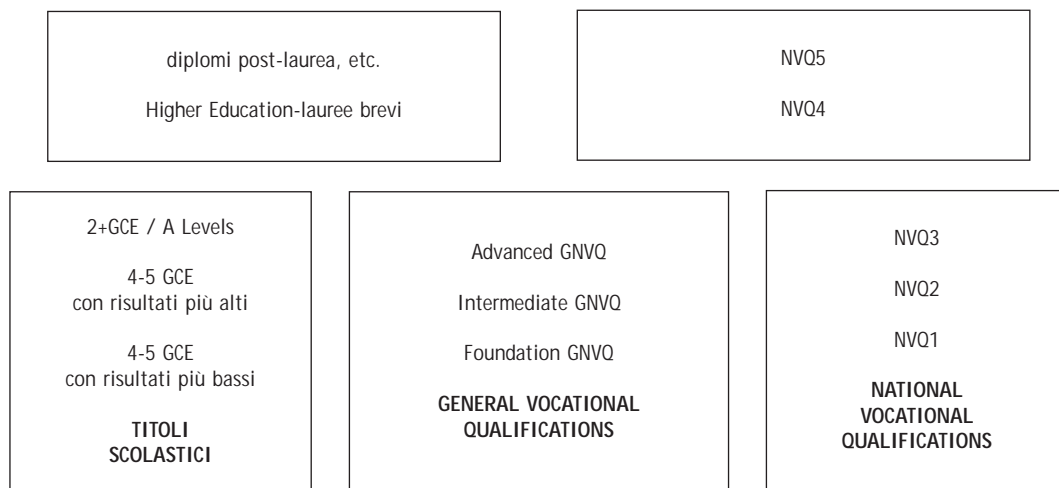 diplomi post-laurea, etc.
Higher Education-lauree brevi
NVQ5
NVQ4
2+GCE / A Levels
4-5 GCE
con risultati più alti
4-5 GCE
con risultati più bassi
TITOLI
SCOLASTICI
Advanced GNVQ
Intermediate GNVQ
Foundation GNVQ
GENERAL VOCATIONAL
QUALIFICATIONS
NVQ3
NVQ2
NVQ1
NATIONAL
VOCATIONAL
QUALIFICATIONS